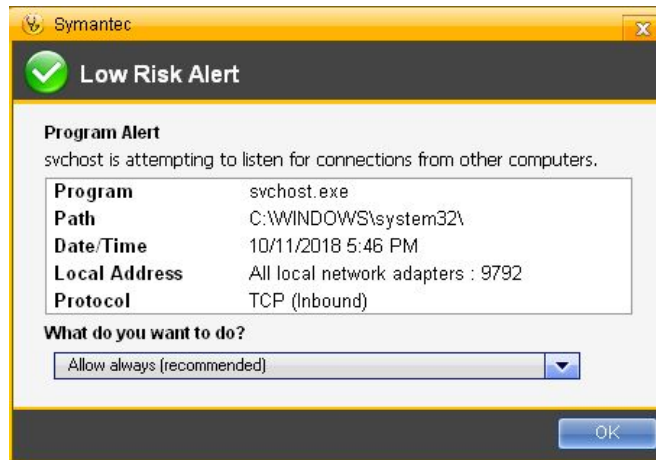 Symantec
Low Risk Alert
Program Alert
svchost is attempting to listen for connections from other computers.
Program svchost.exe
Path C:\WINDOWS\system32\
Date/Time 10/11/2018 5:46 PM
Local Address All local network adapters : 9792
Protocol TCP (Inbound)
What do you want to do?
Allow always (recommended)
OK